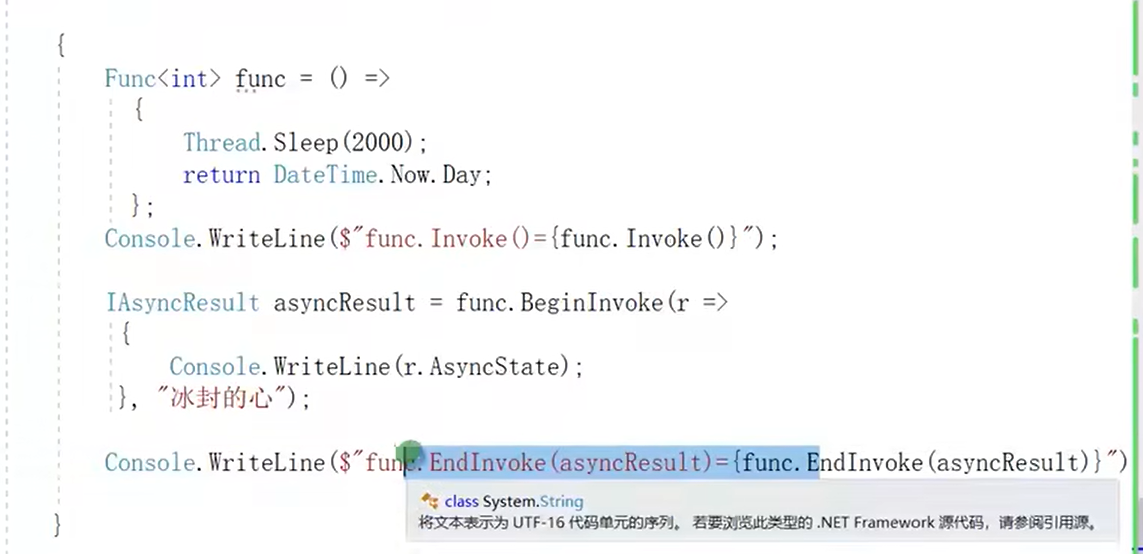 {
Func<int> func = () =>
{
Thread.Sleep(2000);
return DateTime.Now.Day;
};
Console.WriteLine($"func.Invoke()={func.Invoke()}");
IAsyncResult asyncResult = func.BeginInvoke(r =>
{
Console.WriteLine(r.AsyncState);
}, "冰封的心");
Console.WriteLine($"func.EndInvoke(asyncResult)={func.EndInvoke(asyncResult)}")
class System.String
将文本表示为 UTF-16 代码单元的序列。 若要浏览此类型的 .NET Framework 源代码，请参阅引用源。
}